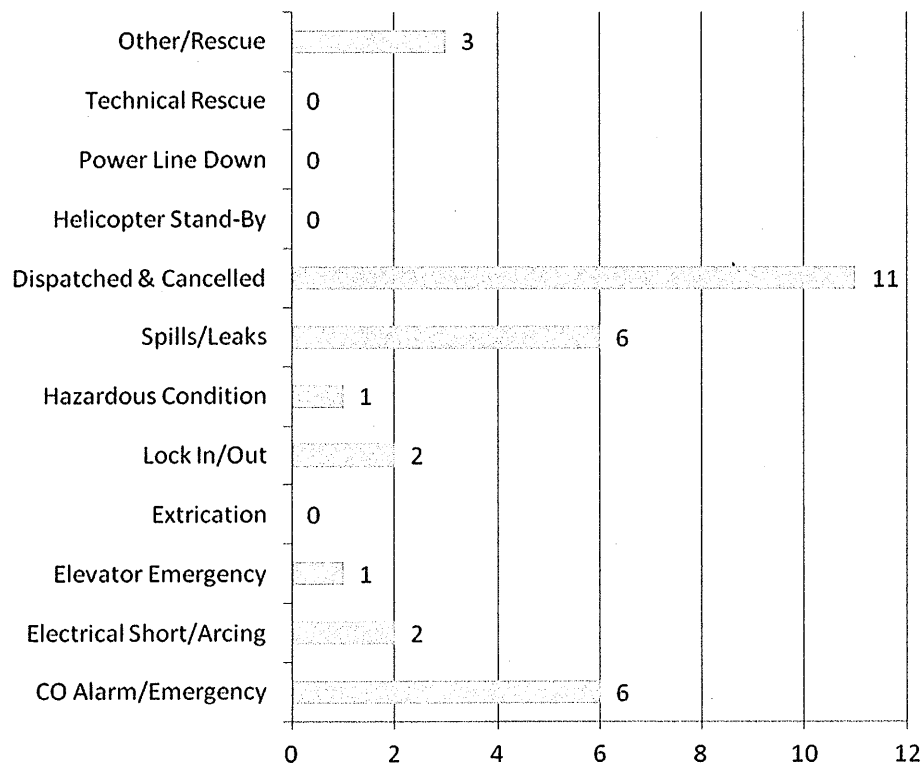 Other/Rescue 3
Technical Rescue 0
Power Line Down 0
Helicopter Stand-By 0
Dispatched & Cancelled 11
Spills/Leaks 6
Hazardous Condition 1
Lock In/Out 2
Extrication 0
Elevator Emergency 1
Electrical Short/Arcing 2
CO Alarm/Emergency 6
0 2 4 6 8 10 12